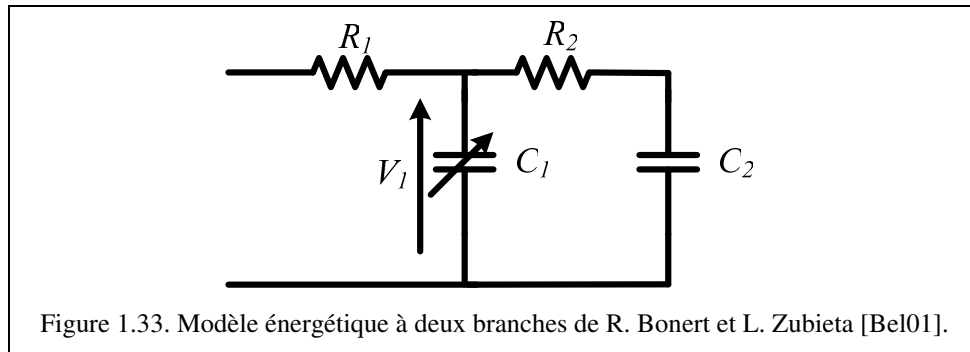 R1
R2
V1
C1
C2
Figure 1.33. Modèle énergétique à deux branches de R. Bonert et L. Zubieta [Bel01].